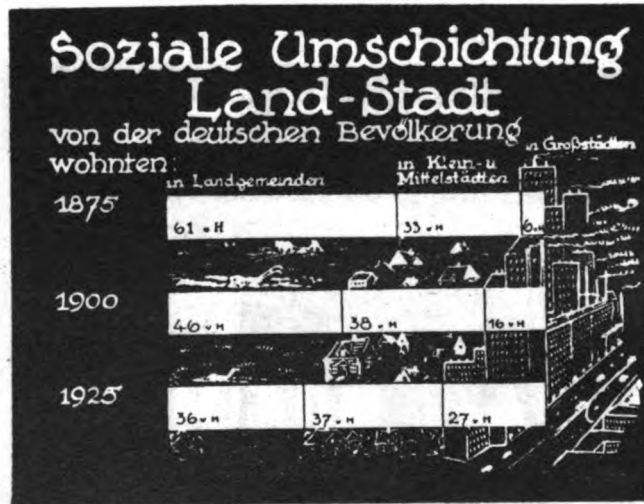 Soziale Umschichtung
Land-Stadt
von der deutschen Bevölkerung
wohnten:
in Landgemeinden
in Klein- u
Mittelstädten
in Großstädten
1875
61 v H
33 v H
6 v H
1900
46 v H
38 v H
16 v H
1925
36 v H
37 v H
27 v H